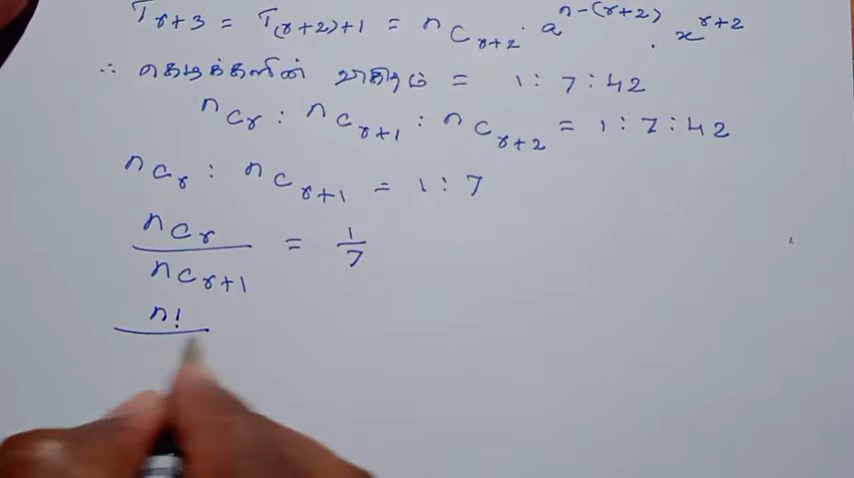 T_{r+3} = T_{(r+2)+1} = nC_{r+2} · a^{n-(r+2)} . x^{r+2}
∴ கெழுக்களின் விகிதம் = 1 : 7 : 42
nC_r : nC_{r+1} : nC_{r+2} = 1 : 7 : 42
nC_r : nC_{r+1} = 1 : 7
nC_r / nC_{r+1} = 1/7
n!